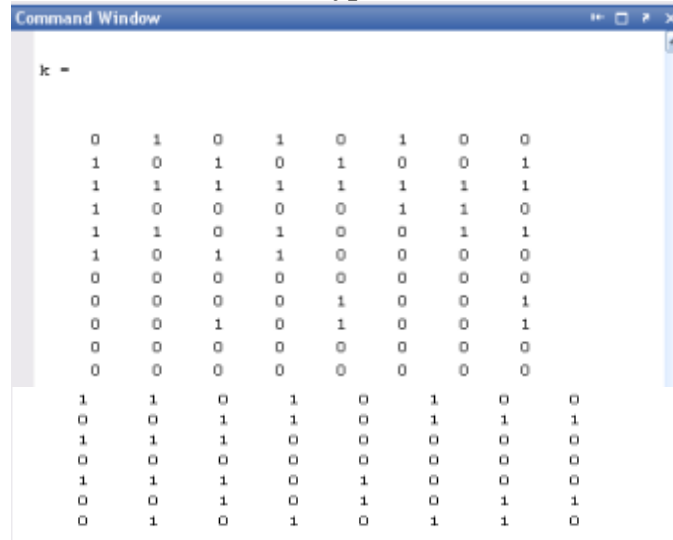 Command Window
k =
0 1 0 1 0 1 0 0
1 0 1 0 1 0 0 1
1 1 1 1 1 1 1 1
1 0 0 0 0 1 1 0
1 1 0 1 0 0 1 1
1 0 1 1 0 0 0 0
0 0 0 0 0 0 0 0
0 0 0 0 1 0 0 1
0 0 1 0 1 0 0 1
0 0 0 0 0 0 0 0
0 0 0 0 0 0 0 0
1 1 0 1 0 1 0 0
0 0 1 1 0 1 1 1
1 1 1 0 0 0 0 0
0 0 0 0 0 0 0 0
1 1 1 0 1 0 0 0
0 0 1 0 1 0 1 1
0 1 0 1 0 1 1 0